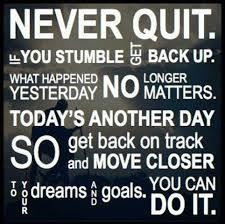 NEVER QUIT.
IF YOU STUMBLE GET BACK UP.
WHAT HAPPENED YESTERDAY NO LONGER MATTERS.
TODAY'S ANOTHER DAY
SO get back on track and MOVE CLOSER
TO YOUR dreams AND goals. YOU CAN DO IT.